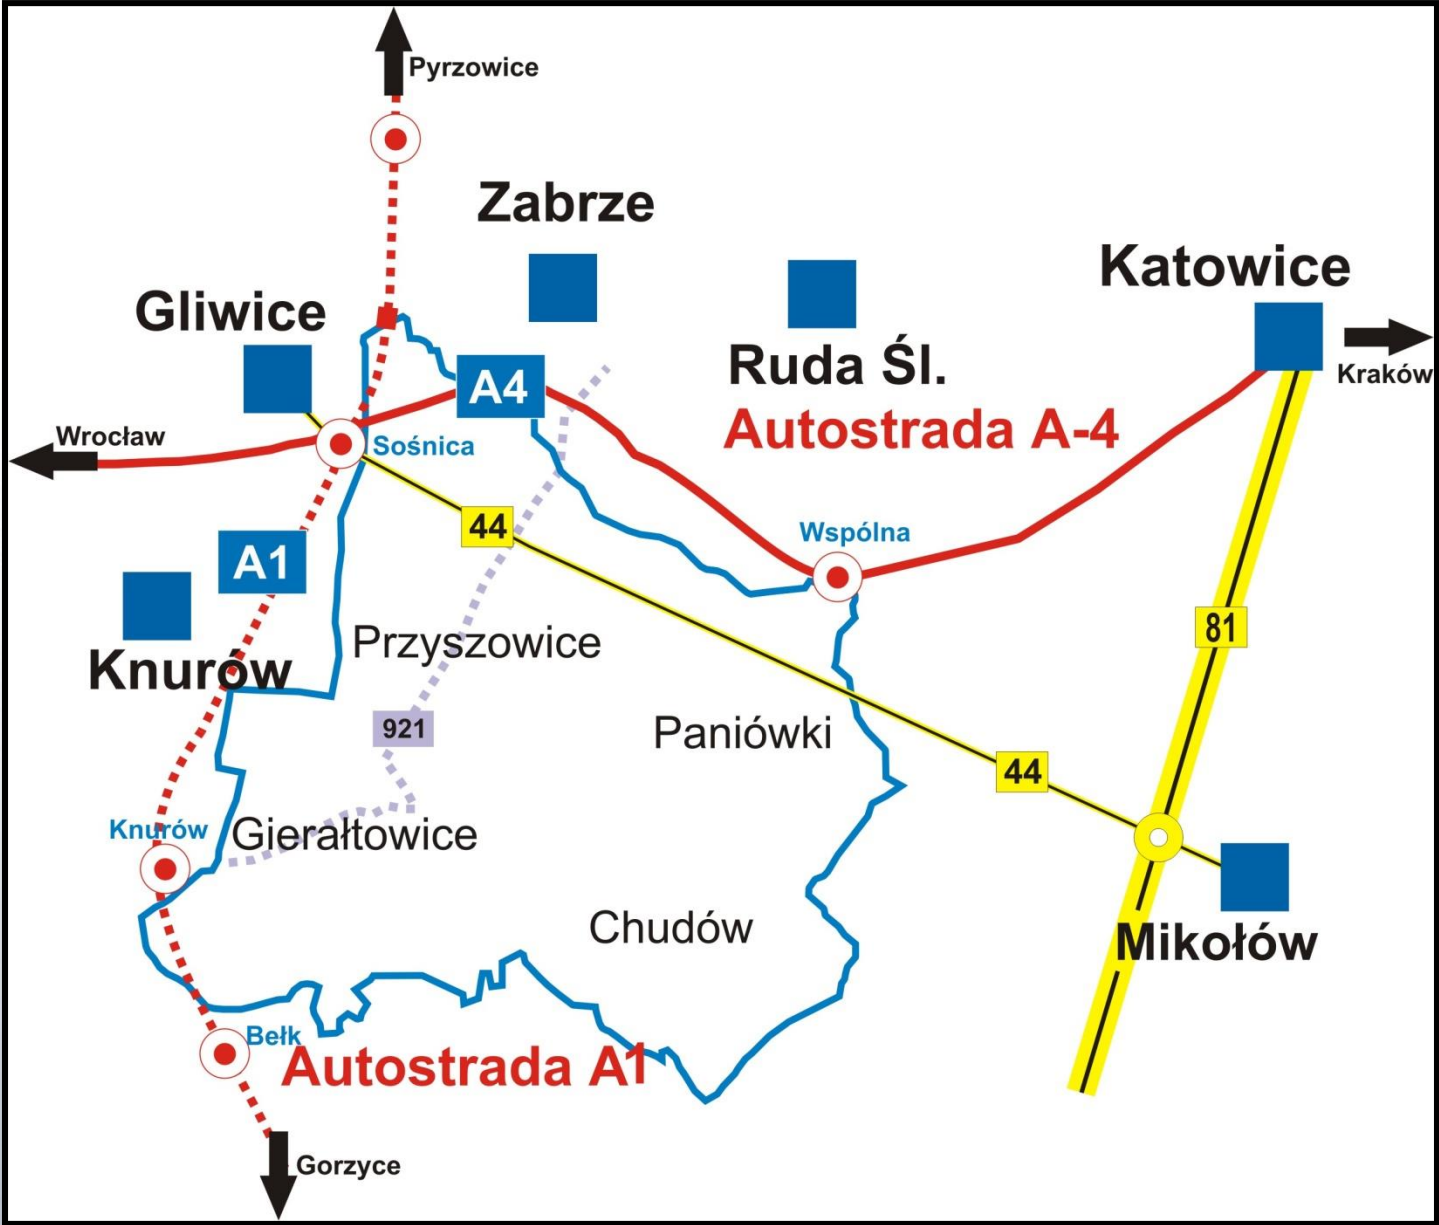 Pyrzowice
Zabrze
Katowice
Gliwice
Ruda Śl.
Kraków
A4
Autostrada A-4
Wrocław
Sośnica
44
Wspólna
A1
81
Przyszowice
Knurów
921
Paniówki
44
Knurów
Gierałtowice
Chudów
Mikołów
Bełk
Autostrada A1
Gorzyce